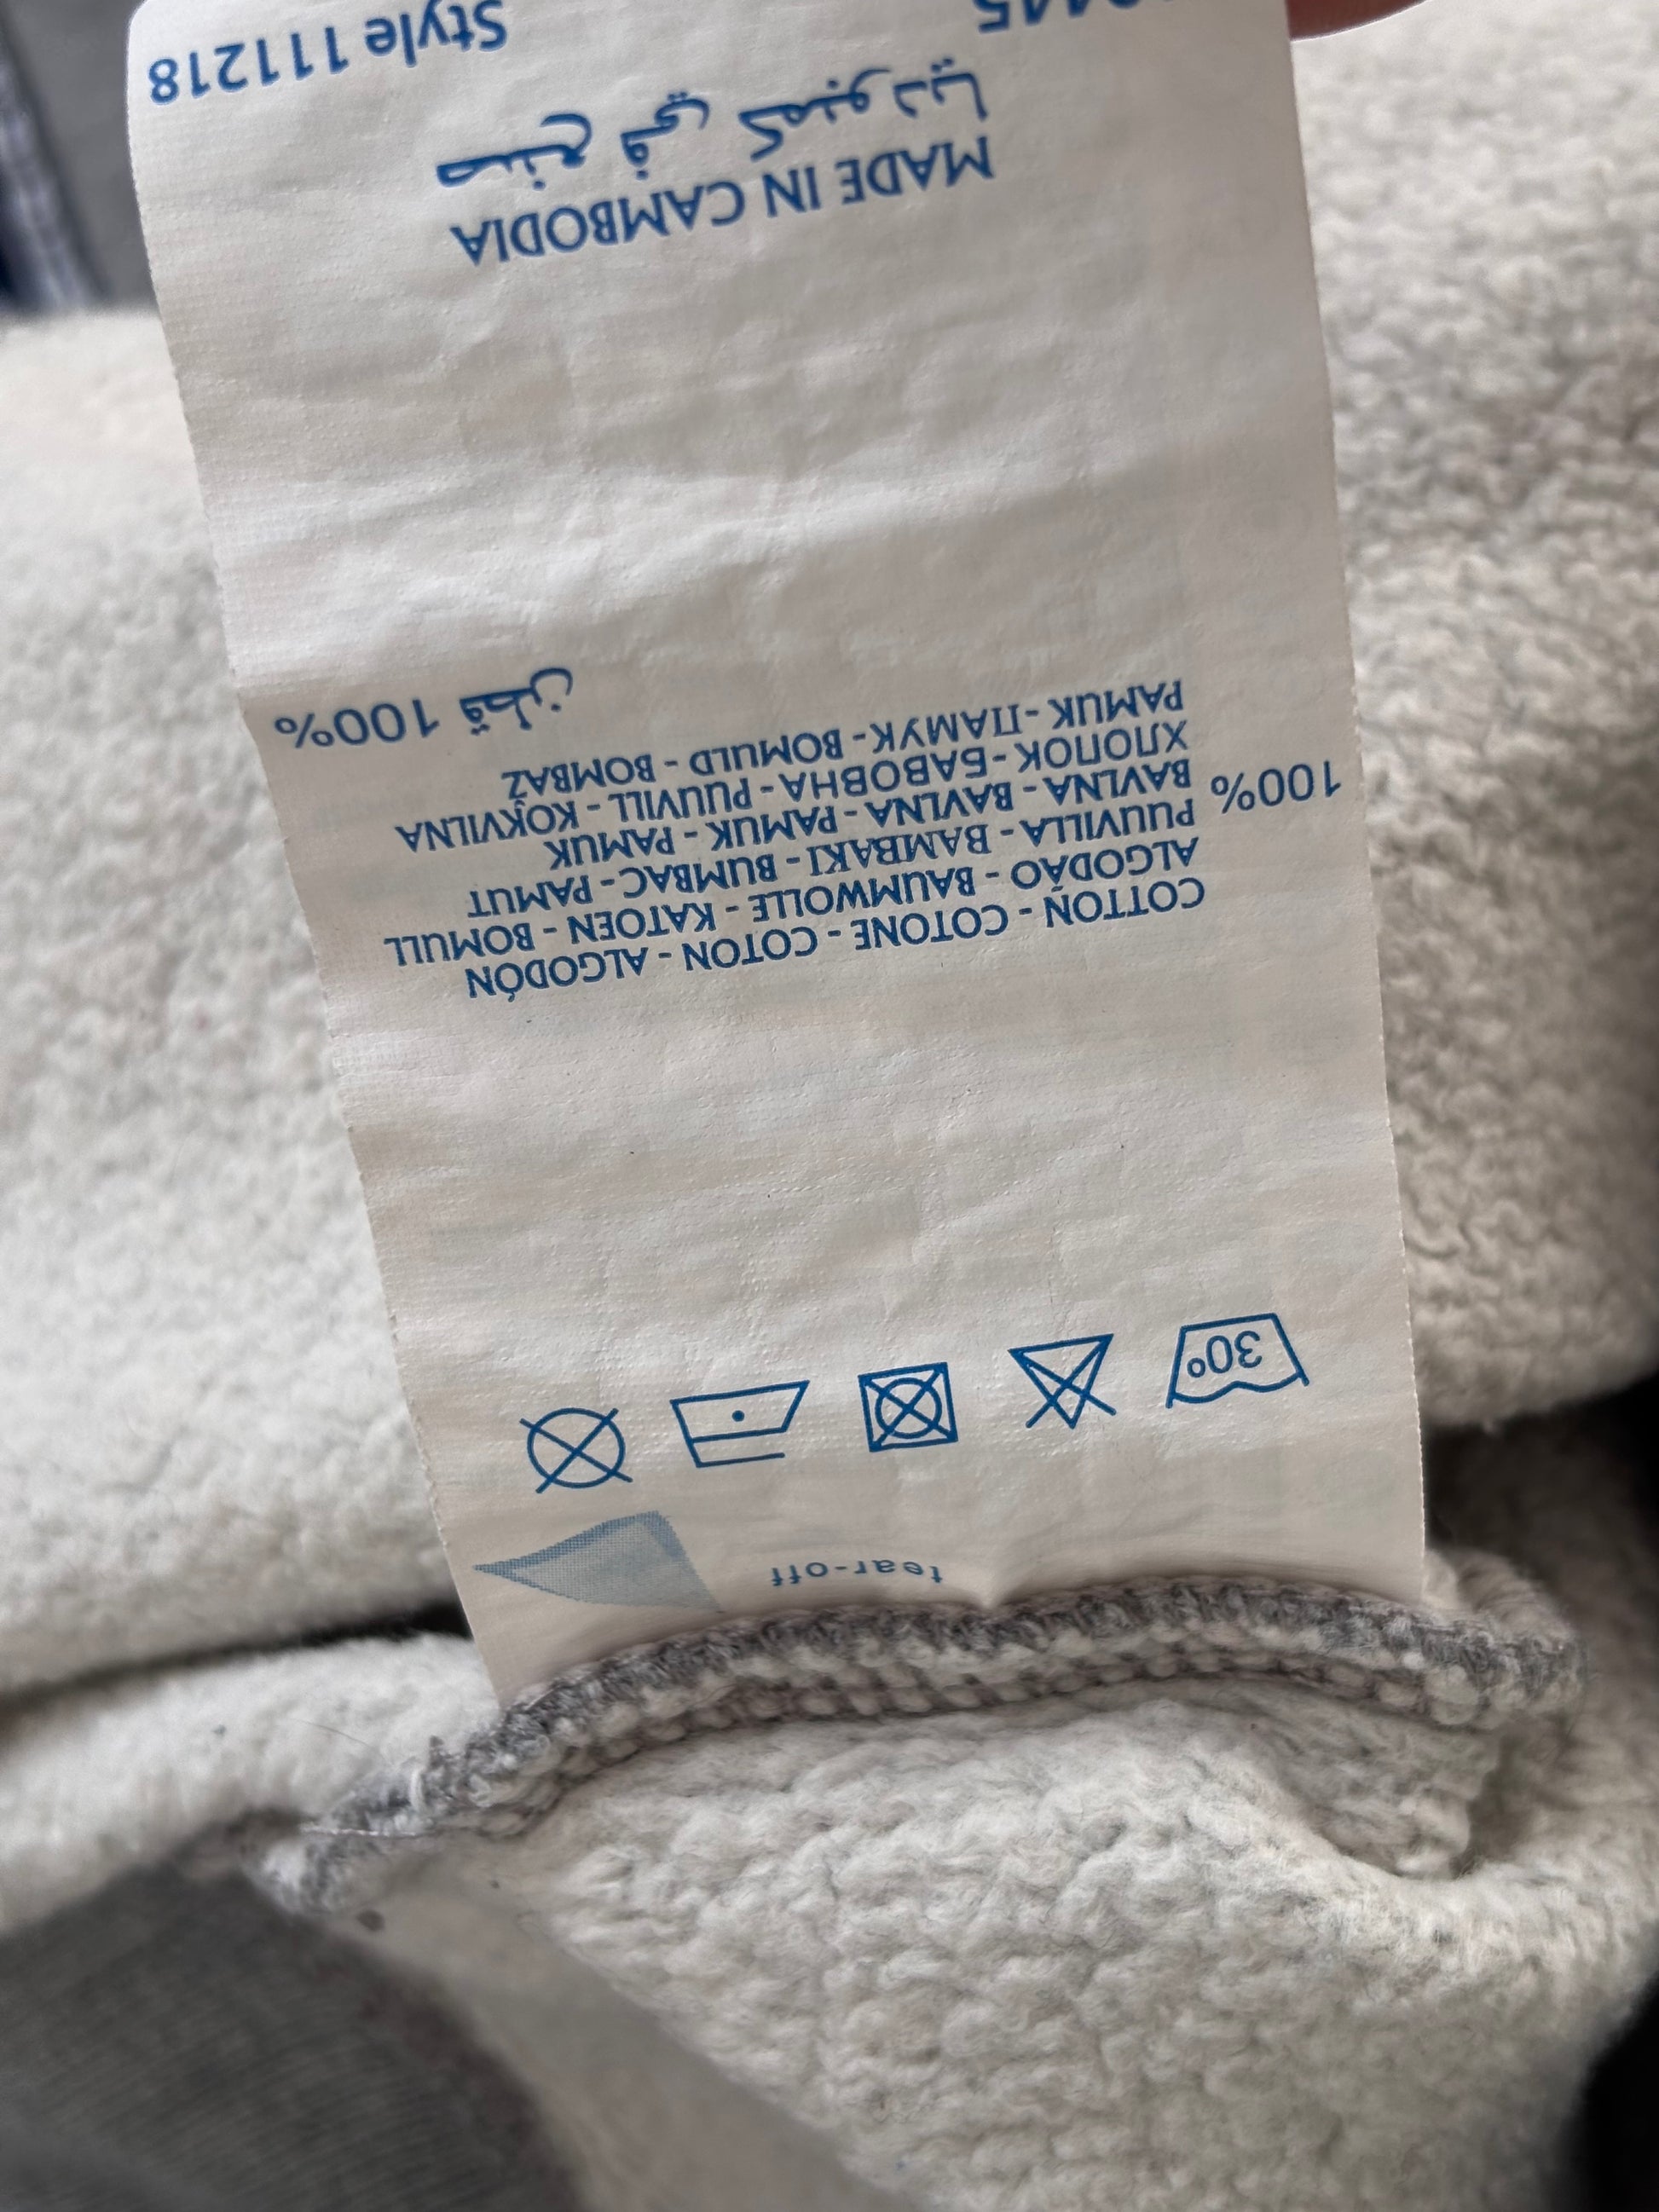 tear-off
30°
COTTON - COTONE - COTON - ALGODÓN
ALGODÃO - BAUMWOLLE - KATOEN - BOMULL
PUUVILLA - BAMBAKI - BUMBAC - PAMUT
100% BAVLNA - BAVLNA - PAMUK - PAMUK
ХЛОПОК - БАВОВНА - PUUVILL - KOKVILNA
PAMUK - ПАМУК - BOMULD - BOMBAŽ
100% قطن
MADE IN CAMBODIA
صنع في كمبوديا
Style 111218